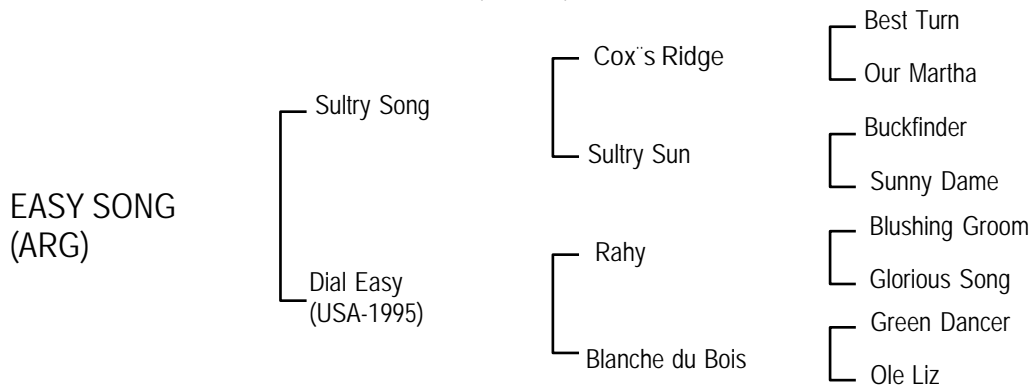 Best Turn
Cox¨s Ridge
Our Martha
Sultry Song
Buckfinder
Sultry Sun
Sunny Dame
EASY SONG
(ARG)
Blushing Groom
Rahy
Glorious Song
Dial Easy
(USA-1995)
Green Dancer
Blanche du Bois
Ole Liz